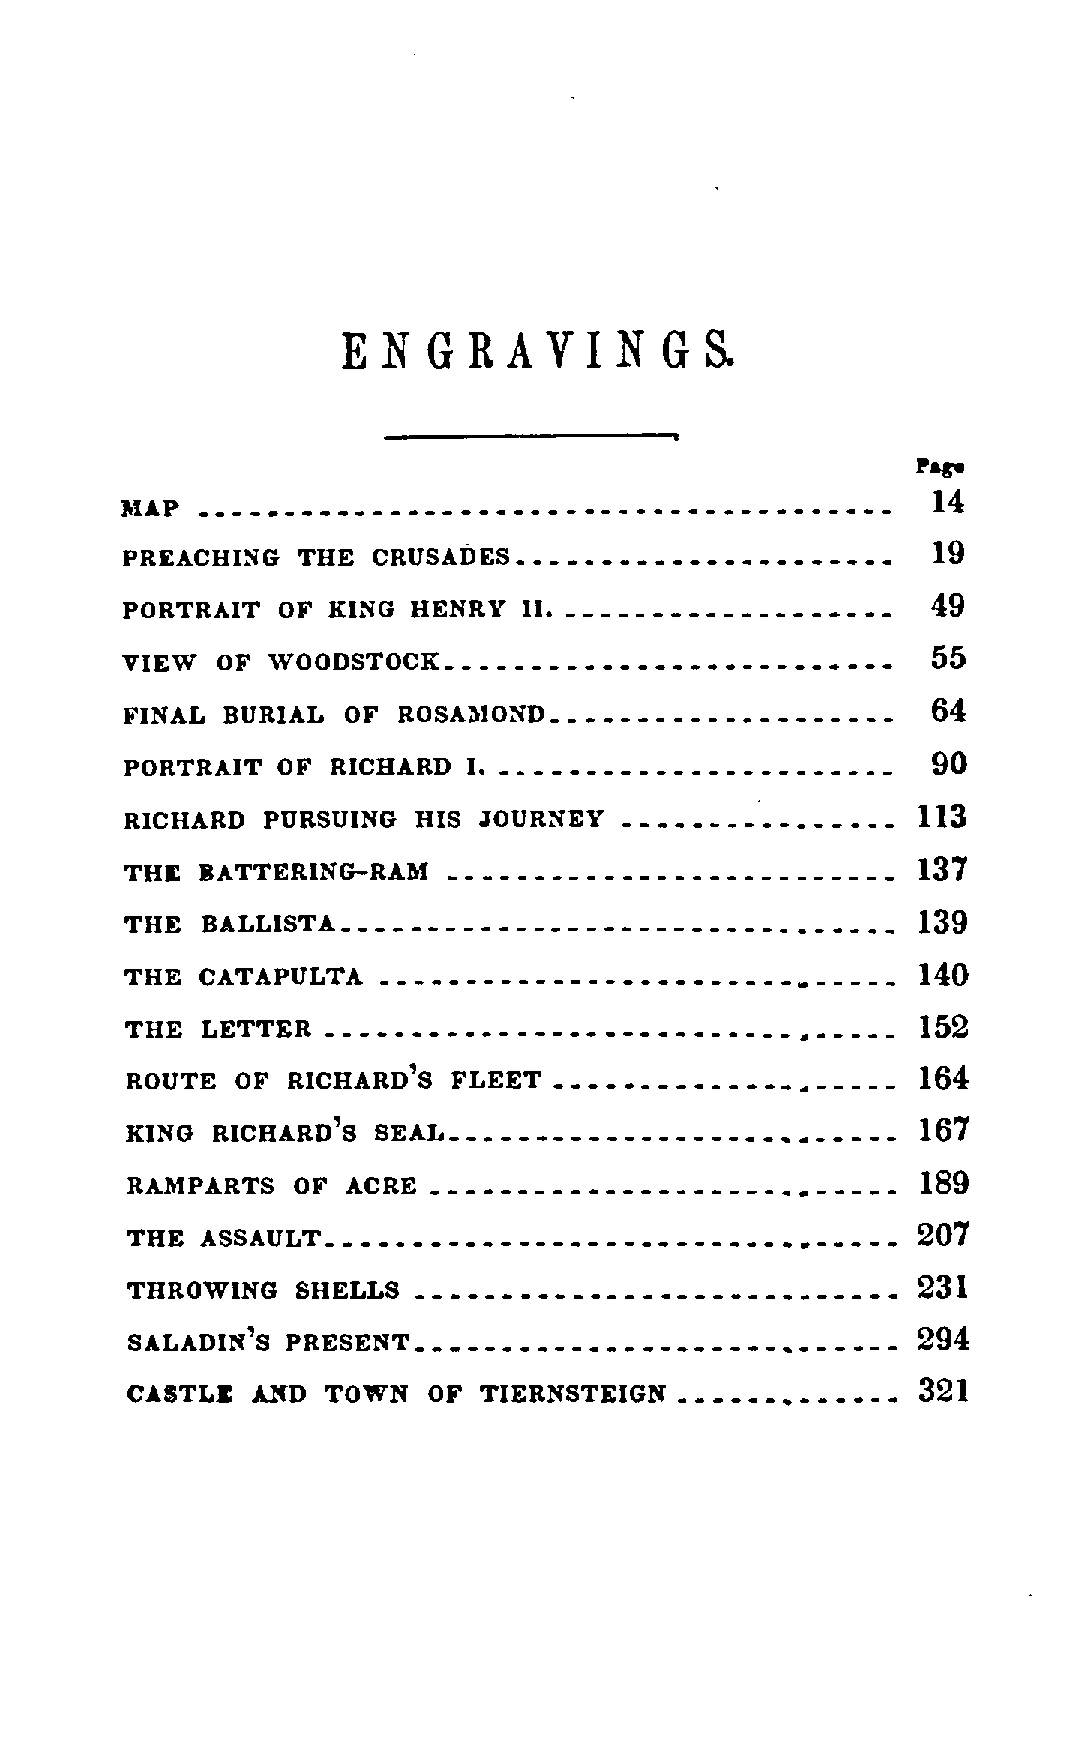 ENGRAVINGS.
Page
MAP 14
PREACHING THE CRUSADES 19
PORTRAIT OF KING HENRY II. 49
VIEW OF WOODSTOCK 55
FINAL BURIAL OF ROSAMOND 64
PORTRAIT OF RICHARD I. 90
RICHARD PURSUING HIS JOURNEY 113
THE BATTERING-RAM 137
THE BALLISTA 139
THE CATAPULTA 140
THE LETTER 152
ROUTE OF RICHARD'S FLEET 164
KING RICHARD'S SEAL 167
RAMPARTS OF ACRE 189
THE ASSAULT 207
THROWING SHELLS 231
SALADIN'S PRESENT 294
CASTLE AND TOWN OF TIERNSTEIGN 321